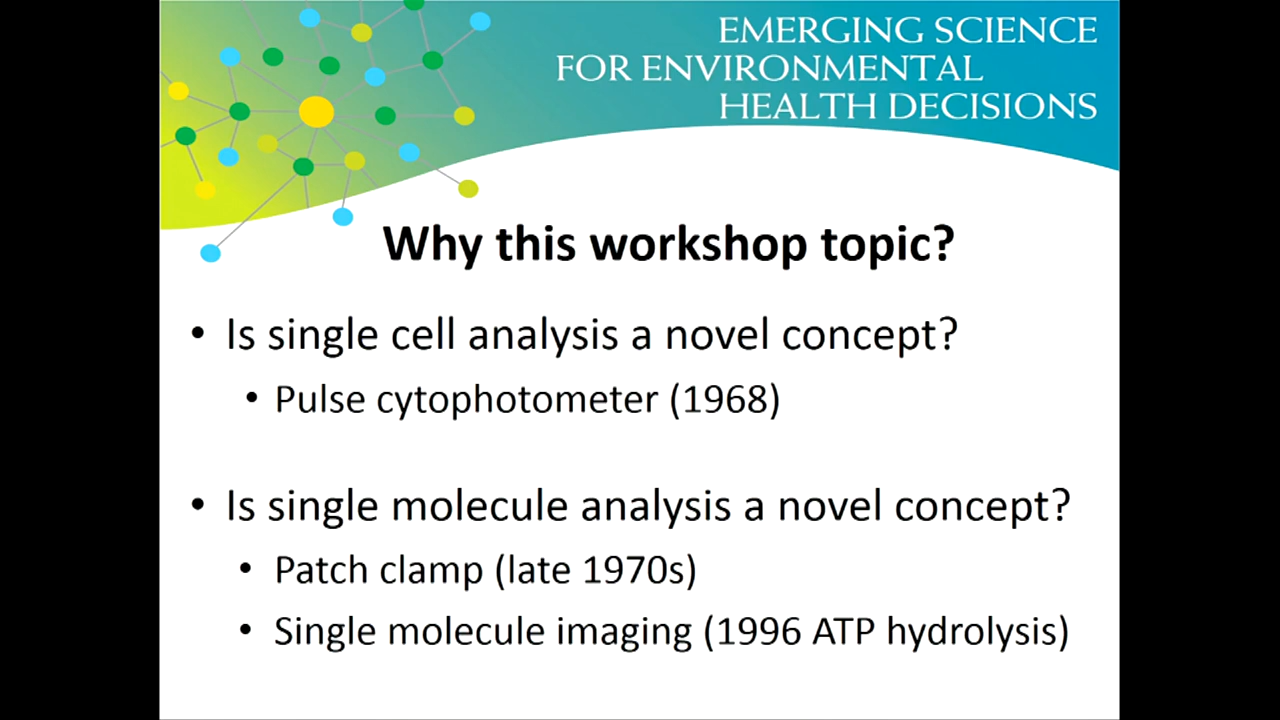 EMERGING SCIENCE
FOR ENVIRONMENTAL
HEALTH DECISIONS
Why this workshop topic?
• Is single cell analysis a novel concept?
• Pulse cytophotometer (1968)
• Is single molecule analysis a novel concept?
• Patch clamp (late 1970s)
• Single molecule imaging (1996 ATP hydrolysis)